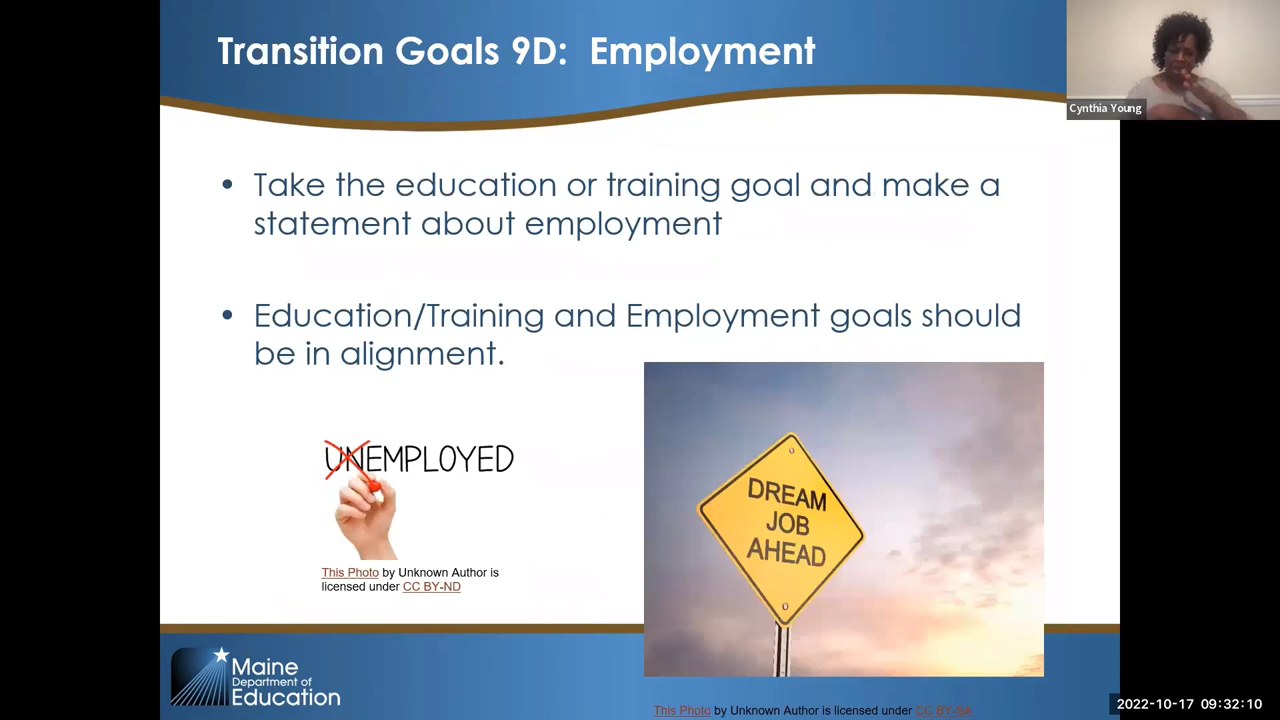 Transition Goals 9D:  Employment
Cynthia Young
• Take the education or training goal and make a
statement about employment
• Education/Training and Employment goals should
be in alignment.
UNEMPLOYED
This Photo by Unknown Author is
licensed under CC BY-ND
DREAM
JOB
AHEAD
Maine
Department of
Education
This Photo by Unknown Author is licensed under CC BY-SA
2022-10-17 09:32:10